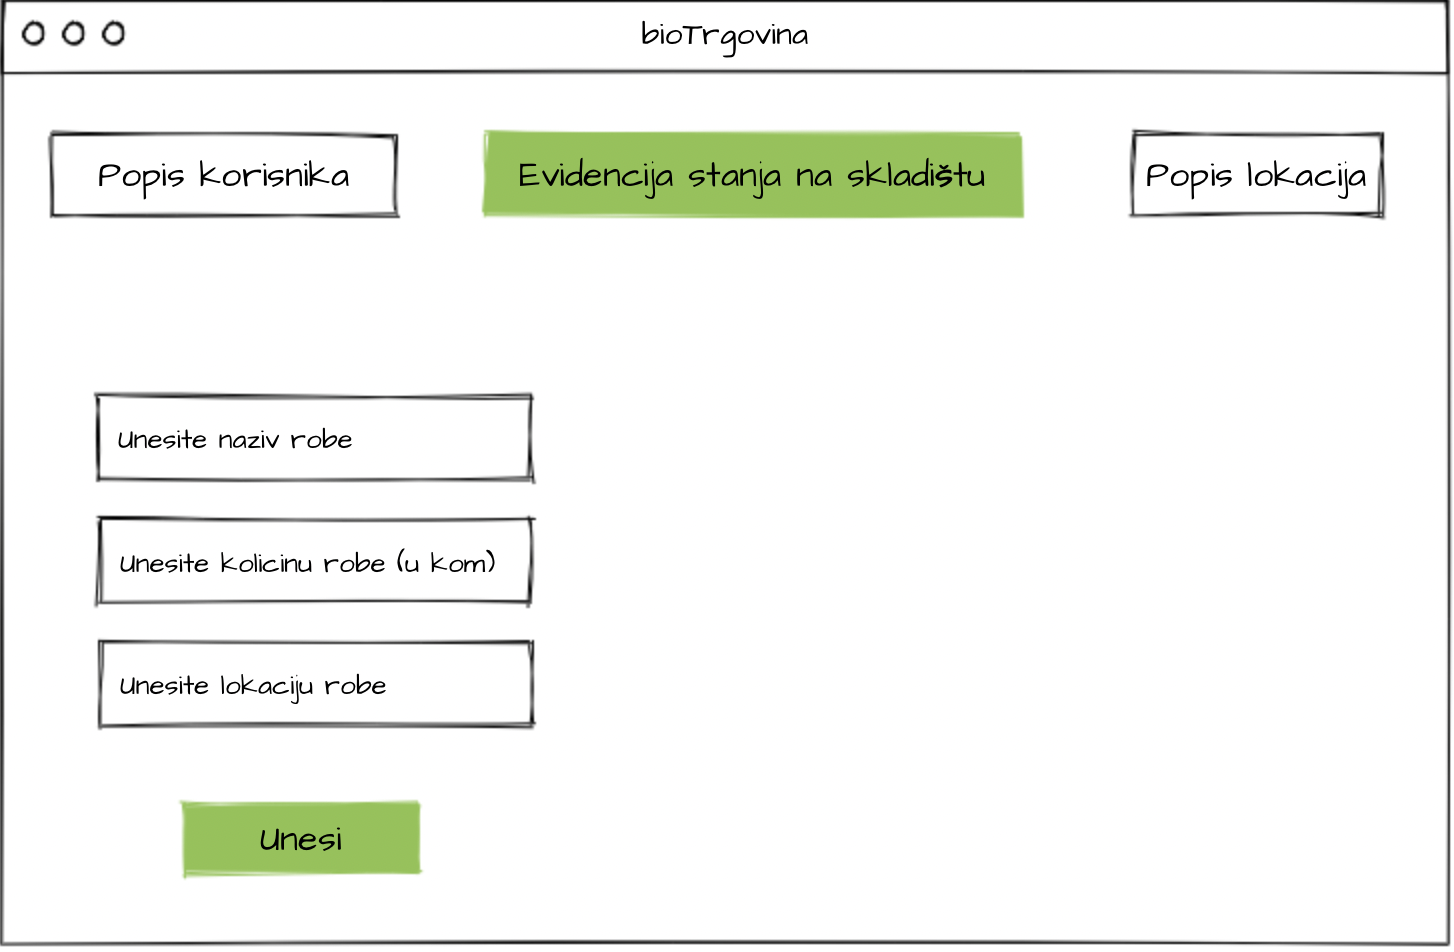 bioTrgovina
Popis korisnika
Evidencija stanja na skladištu
Popis lokacija
Unesite naziv robe
Unesite kolicinu robe (u kom)
Unesite lokaciju robe
Unesi